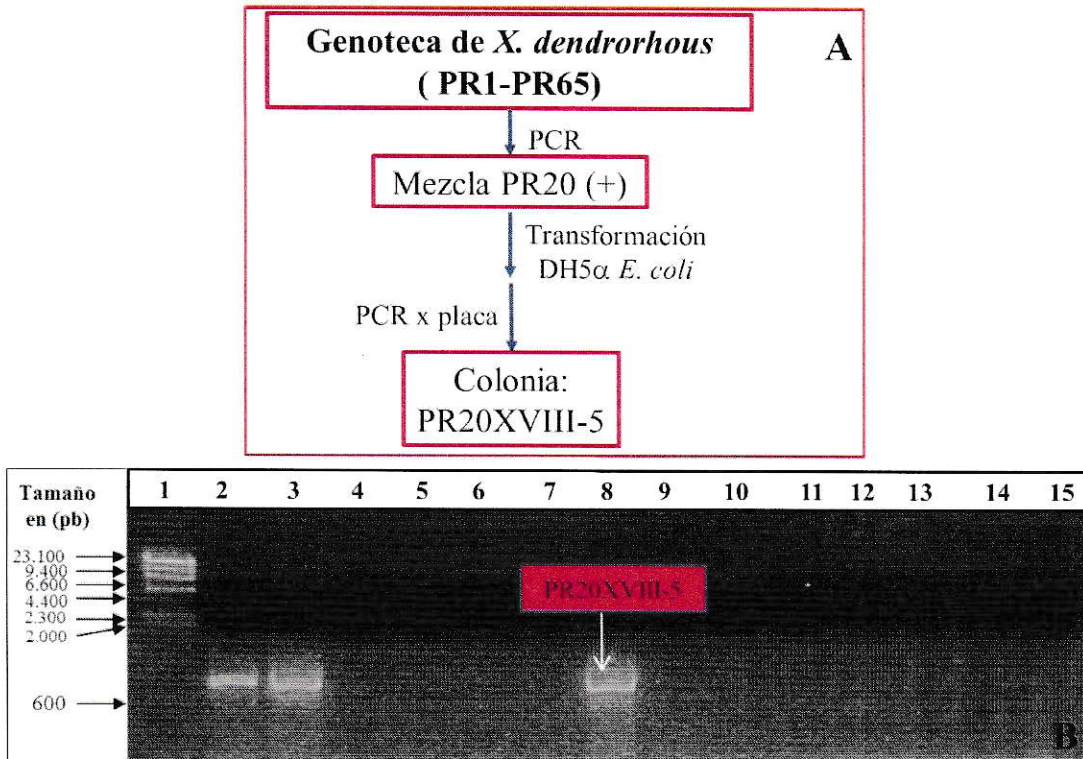 Genoteca de X. dendrorhous
( PR1-PR65)
A
PCR
Mezcla PR20 (+)
Transformación
DH5α E. coli
PCR x placa
Colonia:
PR20XVIII-5
Tamaño
en (pb)
1 2 3 4 5 6 7 8 9 10 11 12 13 14 15
23.100
9.400
6.600
4.400
2.300
2.000
600
PR20XVIII-5
B